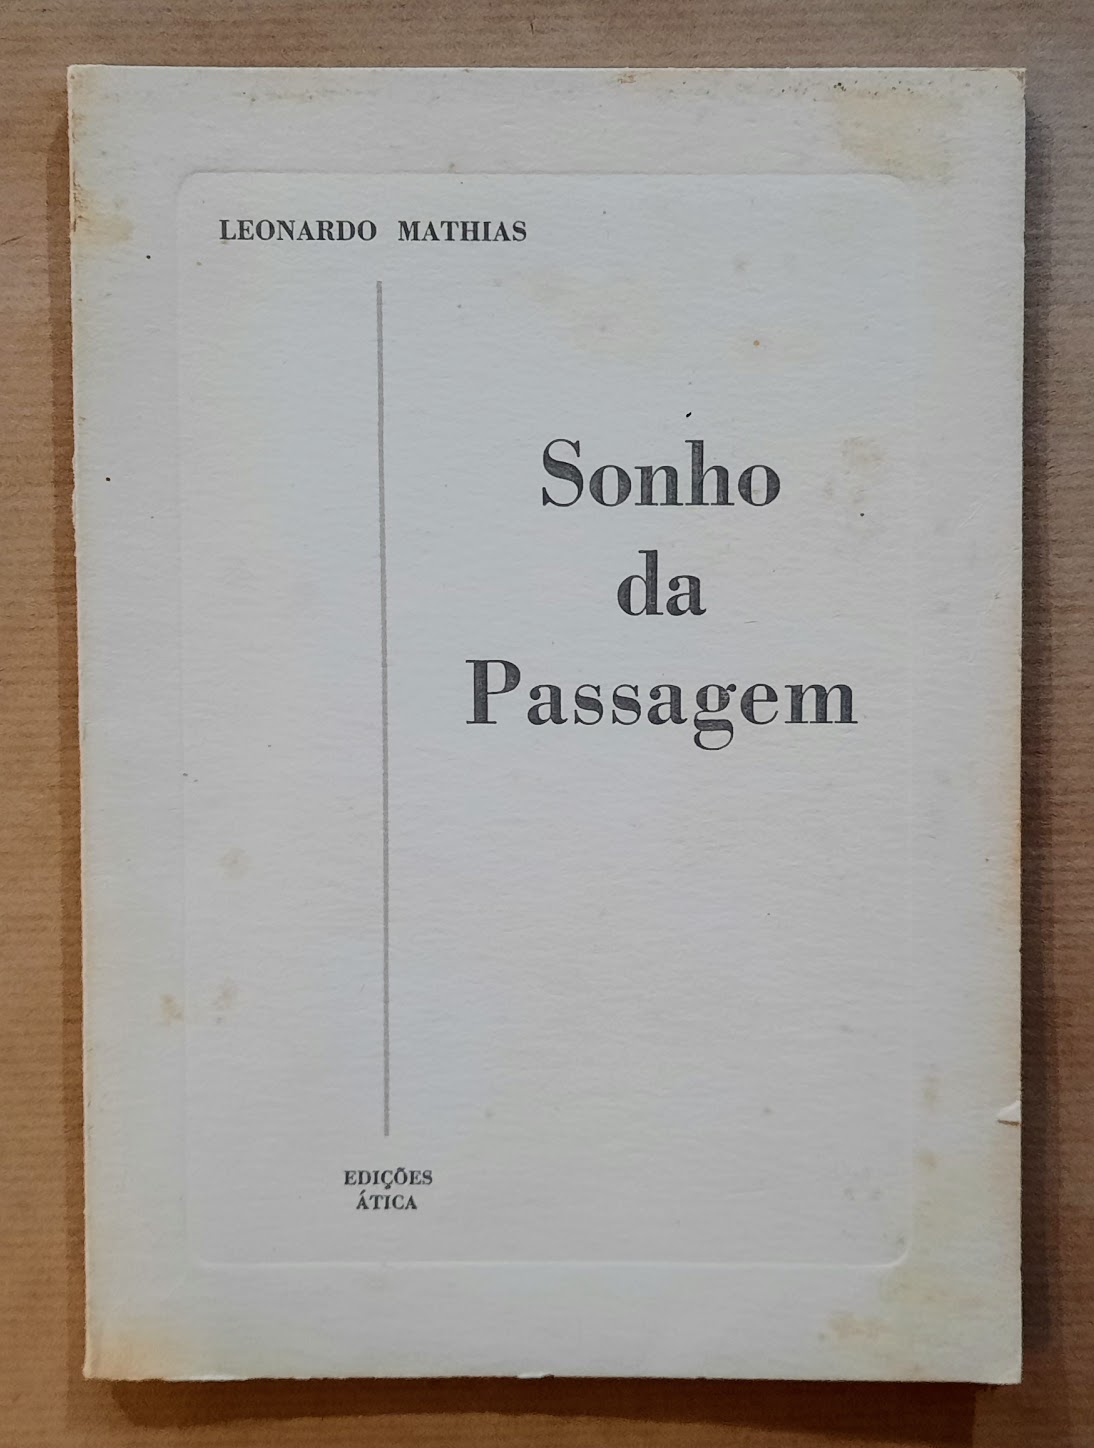 LEONARDO MATHIAS
Sonho
da
Passagem
EDIÇÕES
ÁTICA